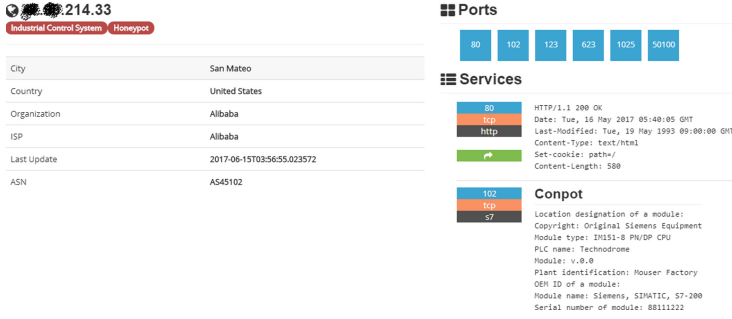 .214.33
Industrial Control System Honeypot
City San Mateo
Country United States
Organization Alibaba
ISP Alibaba
Last Update 2017-06-15T03:56:55.023572
ASN AS45102
Ports
80 102 123 623 1025 50100
Services
80
tcp
http
HTTP/1.1 200 OK
Date: Tue, 16 May 2017 05:40:05 GMT
Last-Modified: Tue, 19 May 1993 09:00:00 GMT
Content-Type: text/html
Set-cookie: path=/
Content-Length: 580
102
tcp
s7
Conpot
Location designation of a module:
Copyright: Original Siemens Equipment
Module type: IM151-8 PN/DP CPU
PLC name: Technodrome
Module: v.0.0
Plant identification: Mouser Factory
OEM ID of a module:
Module name: Siemens, SIMATIC, S7-200
Serial number of module: 88111222